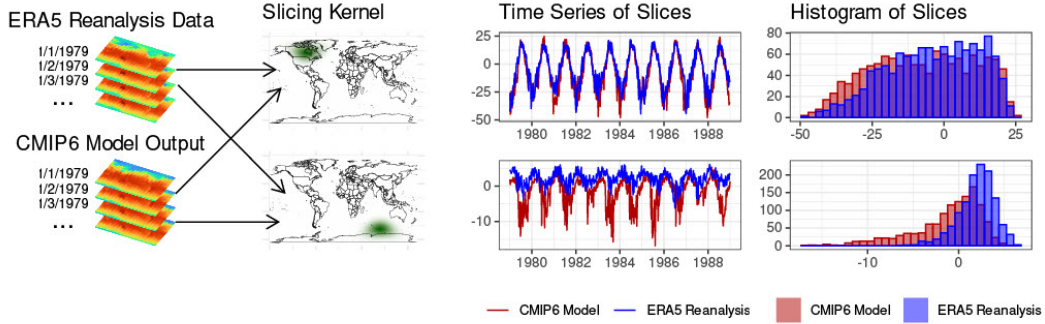 ERA5 Reanalysis Data
1/1/1979
1/2/1979
1/3/1979
...
CMIP6 Model Output
1/1/1979
1/2/1979
1/3/1979
...
Slicing Kernel
Time Series of Slices
25
0
-25
-50
1980 1982 1984 1986 1988
0
-10
1980 1982 1984 1986 1988
Histogram of Slices
80
60
40
20
0
-50 -25 0 25
200
150
100
50
0
-10 0
CMIP6 Model ERA5 Reanalysis CMIP6 Model ERA5 Reanalysis